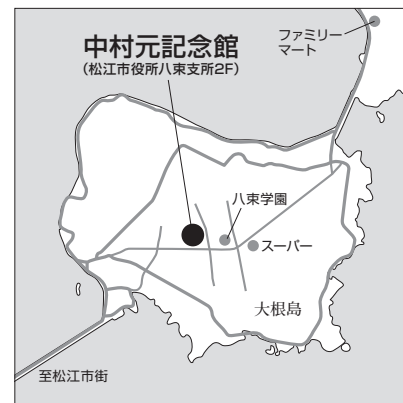 ファミリー
マート
中村元記念館
(松江市役所八束支所2F)
八束学園
スーパー
大根島
至松江市街